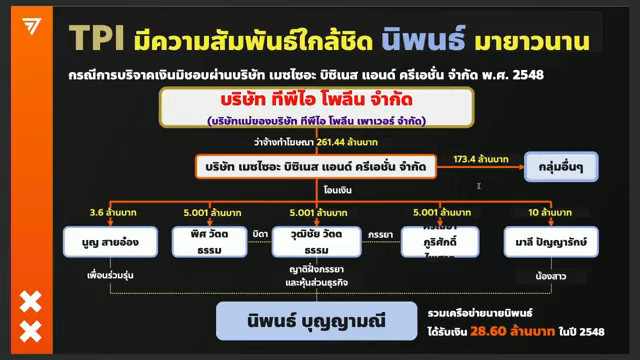 TPI มีความสัมพันธ์ใกล้ชิด นิพนธ์ มายาวนาน
กรณีการบริจาคเงินมิชอบผ่านบริษัท เมซไซอะ บิซิเนส แอนด์ ครีเอชั่น จำกัด พ.ศ. 2548
บริษัท ทีพีไอ โพลีน จำกัด
(บริษัทแม่ของบริษัท ทีพีไอ โพลีน เพาเวอร์ จำกัด)
ว่าจ้างทำโฆษณา 261.44 ล้านบาท
บริษัท เมซไซอะ บิซิเนส แอนด์ ครีเอชั่น จำกัด
173.4 ล้านบาท
กลุ่มอื่นๆ
โอนเงิน
3.6 ล้านบาท
5.001 ล้านบาท
5.001 ล้านบาท
5.001 ล้านบาท
10 ล้านบาท
นูญ สายอ๋อง
พิศ วัตต
ธรรม
บิดา
วุฒิชัย วัตต
ธรรม
ภรรยา
ภูริศักดิ์
มาลี ปัญญารักษ์
เพื่อนร่วมรุ่น
ญาติฝั่งภรรยา
และหุ้นส่วนธุรกิจ
น้องสาว
นิพนธ์ บุญญามณี
รวมเครือข่ายนายนิพนธ์
ได้รับเงิน 28.60 ล้านบาท ในปี 2548